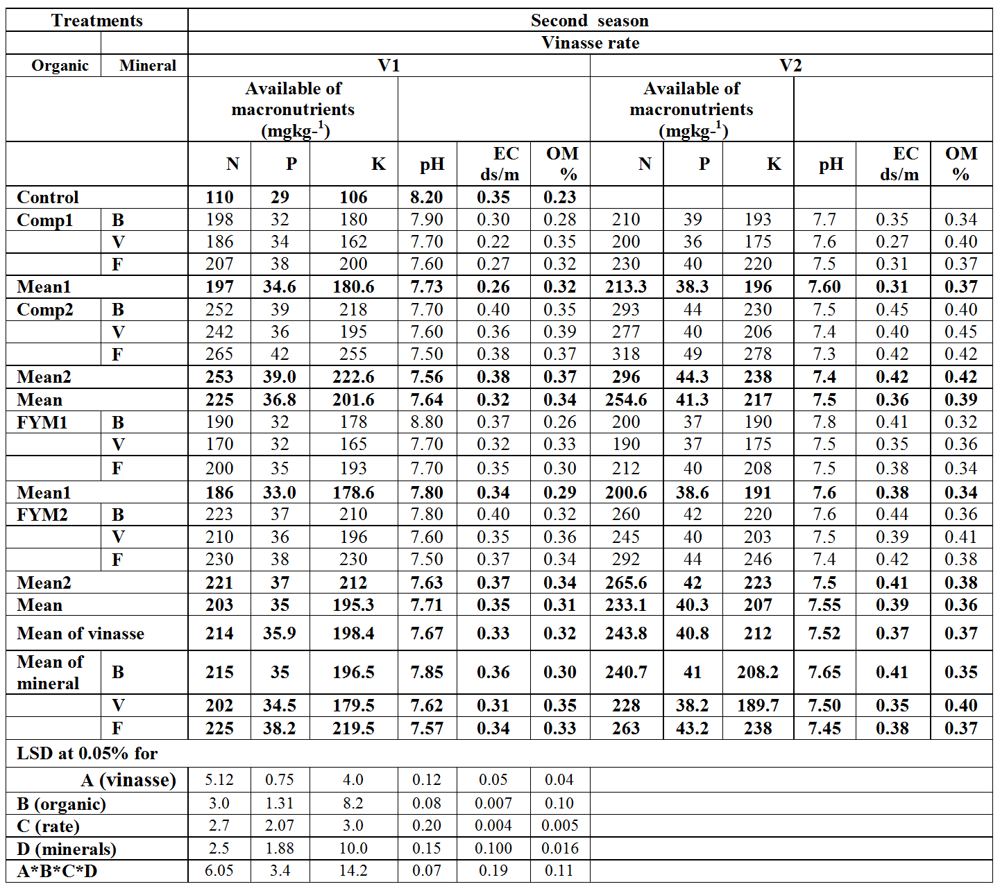 Treatments Second season
Vinasse rate
Organic Mineral V1 V2
Available of macronutrients (mgkg-1) Available of macronutrients (mgkg-1)
N P K pH EC ds/m OM % N P K pH EC ds/m OM %
Control 110 29 106 8.20 0.35 0.23
Comp1 B 198 32 180 7.90 0.30 0.28 210 39 193 7.7 0.35 0.34
V 186 34 162 7.70 0.22 0.35 200 36 175 7.6 0.27 0.40
F 207 38 200 7.60 0.27 0.32 230 40 220 7.5 0.31 0.37
Mean1 197 34.6 180.6 7.73 0.26 0.32 213.3 38.3 196 7.60 0.31 0.37
Comp2 B 252 39 218 7.70 0.40 0.35 293 44 230 7.5 0.45 0.40
V 242 36 195 7.60 0.36 0.39 277 40 206 7.4 0.40 0.45
F 265 42 255 7.50 0.38 0.37 318 49 278 7.3 0.42 0.42
Mean2 253 39.0 222.6 7.56 0.38 0.37 296 44.3 238 7.4 0.42 0.42
Mean 225 36.8 201.6 7.64 0.32 0.34 254.6 41.3 217 7.5 0.36 0.39
FYM1 B 190 32 178 8.80 0.37 0.26 200 37 190 7.8 0.41 0.32
V 170 32 165 7.70 0.32 0.33 190 37 175 7.5 0.35 0.36
F 200 35 193 7.70 0.35 0.30 212 40 208 7.5 0.38 0.34
Mean1 186 33.0 178.6 7.80 0.34 0.29 200.6 38.6 191 7.6 0.38 0.34
FYM2 B 223 37 210 7.80 0.40 0.32 260 42 220 7.6 0.44 0.36
V 210 36 196 7.60 0.35 0.36 245 40 203 7.5 0.39 0.41
F 230 38 230 7.50 0.37 0.34 292 44 246 7.4 0.42 0.38
Mean2 221 37 212 7.63 0.37 0.34 265.6 42 223 7.5 0.41 0.38
Mean 203 35 195.3 7.71 0.35 0.31 233.1 40.3 207 7.55 0.39 0.36
Mean of vinasse 214 35.9 198.4 7.67 0.33 0.32 243.8 40.8 212 7.52 0.37 0.37
Mean of mineral B 215 35 196.5 7.85 0.36 0.30 240.7 41 208.2 7.65 0.41 0.35
V 202 34.5 179.5 7.62 0.31 0.35 228 38.2 189.7 7.50 0.35 0.40
F 225 38.2 219.5 7.57 0.34 0.33 263 43.2 238 7.45 0.38 0.37
LSD at 0.05% for
A (vinasse) 5.12 0.75 4.0 0.12 0.05 0.04
B (organic) 3.0 1.31 8.2 0.08 0.007 0.10
C (rate) 2.7 2.07 3.0 0.20 0.004 0.005
D (minerals) 2.5 1.88 10.0 0.15 0.100 0.016
A*B*C*D 6.05 3.4 14.2 0.07 0.19 0.11